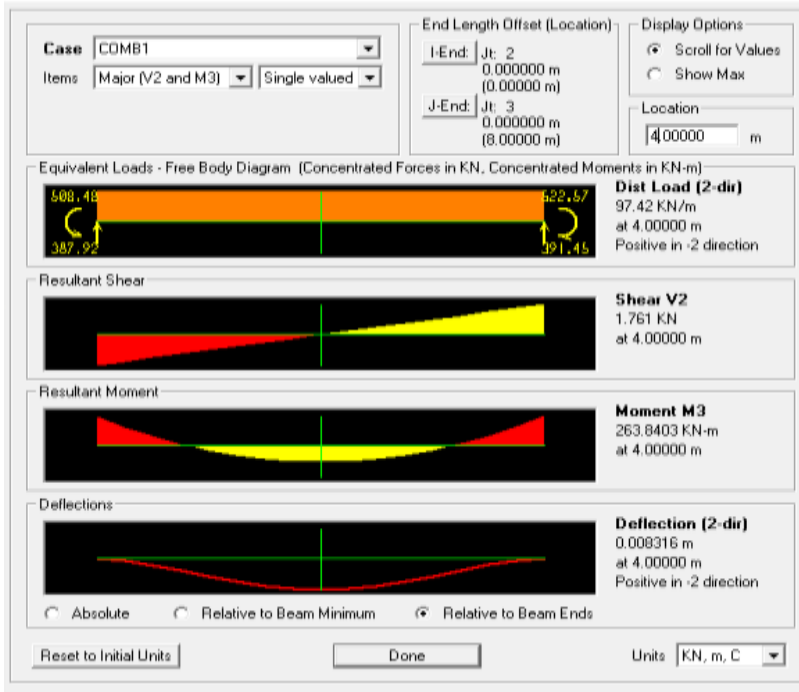 End Length Offset (Location)
Display Options
Case COMB1
I-End: Jt: 2
0.000000 m
(0.00000 m)
Scroll for Values
Items Major (V2 and M3) Single valued
Show Max
J-End: Jt: 3
0.000000 m
(8.00000 m)
Location
4.00000 m
Equivalent Loads - Free Body Diagram (Concentrated Forces in KN, Concentrated Moments in KN-m)
508.48
522.57
387.92
391.45
Dist Load (2-dir)
97.42 KN/m
at 4.00000 m
Positive in -2 direction
Resultant Shear
Shear V2
1.761 KN
at 4.00000 m
Resultant Moment
Moment M3
263.8403 KN-m
at 4.00000 m
Deflections
Deflection (2-dir)
0.008316 m
at 4.00000 m
Positive in -2 direction
Absolute Relative to Beam Minimum Relative to Beam Ends
Reset to Initial Units Done Units KN, m, C